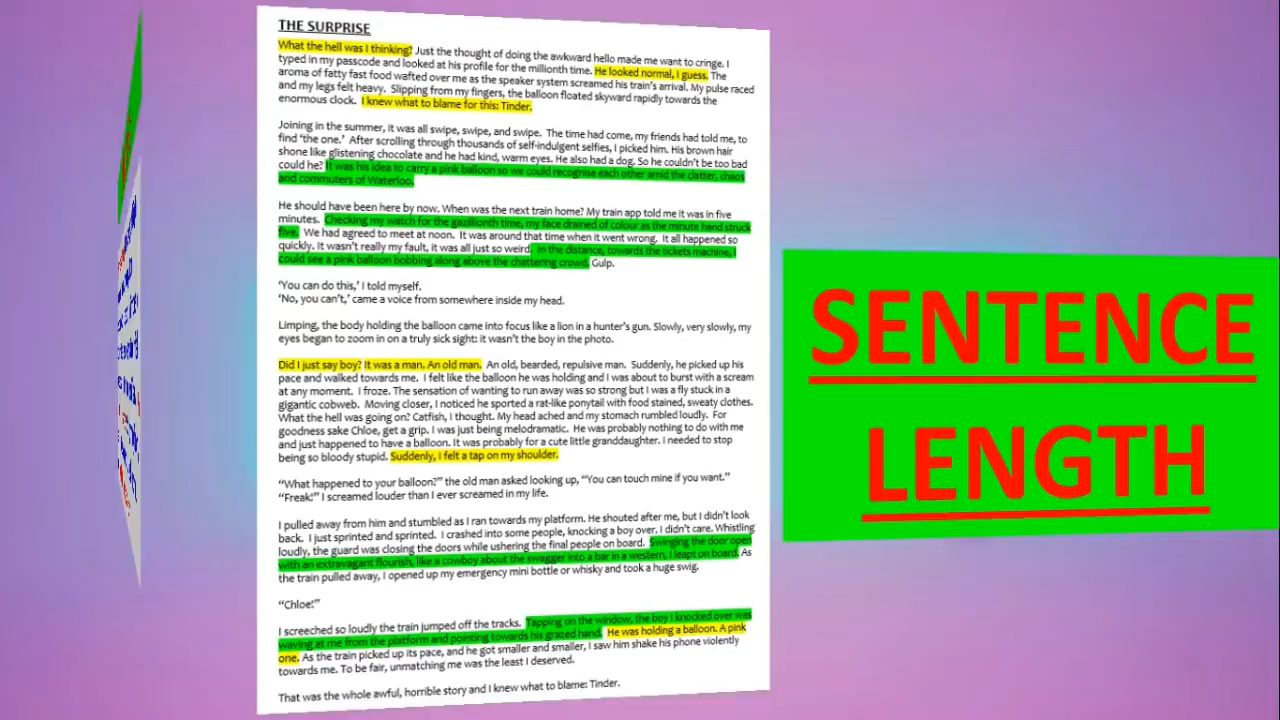 THE SURPRISE
What the hell was I thinking? Just the thought of doing the awkward hello made me want to cringe. I
typed in my passcode and looked at his profile for the millionth time. He looked normal, I guess. The
aroma of fatty fast food wafted over me as the speaker system screamed his train's arrival. My pulse raced
and my legs felt heavy. Slipping from my fingers, the balloon floated skyward rapidly towards the
enormous clock. I knew what to blame for this: Tinder.
Joining in the summer, it was all swipe, swipe, and swipe. The time had come, my friends had told me, to
find 'the one.' After scrolling through thousands of self-indulgent selfies, I picked him. His brown hair
shone like glistening chocolate and he had kind, warm eyes. He also had a dog. So he couldn't be too bad
could he? It was his idea to carry a pink balloon so we could recognise each other amid the clatter, chaos
and commuters of Waterloo.
He should have been here by now. When was the next train home? My train app told me it was in five
minutes. Checking my watch for the gazillionth time, my face drained of colour as the minute hand struck
five. We had agreed to meet at noon. It was around that time when it went wrong. It all happened so
quickly. It wasn't really my fault, it was all just so weird. In the distance, towards the tickets machine, I
could see a pink balloon bobbing along above the chattering crowd. Gulp.
'You can do this,' I told myself.
'No, you can't,' came a voice from somewhere inside my head.
Limping, the body holding the balloon came into focus like a lion in a hunter's gun. Slowly, very slowly, my
eyes began to zoom in on a truly sick sight: it wasn't the boy in the photo.
Did I just say boy? It was a man. An old man. An old, bearded, repulsive man. Suddenly, he picked up his
pace and walked towards me. I felt like the balloon he was holding and I was about to burst with a scream
at any moment. I froze. The sensation of wanting to run away was so strong but I was a fly stuck in a
gigantic cobweb. Moving closer, I noticed he sported a rat-like ponytail with food stained, sweaty clothes.
What the hell was going on? Catfish, I thought. My head ached and my stomach rumbled loudly. For
goodness sake Chloe, get a grip. I was just being melodramatic. He was probably nothing to do with me
and just happened to have a balloon. It was probably for a cute little granddaughter. I needed to stop
being so bloody stupid. Suddenly, I felt a tap on my shoulder.
"What happened to your balloon?" the old man asked looking up, "You can touch mine if you want."
"Freak!" I screamed louder than I ever screamed in my life.
I pulled away from him and stumbled as I ran towards my platform. He shouted after me, but I didn't look
back. I just sprinted and sprinted. I crashed into some people, knocking a boy over. I didn't care. Whistling
loudly, the guard was closing the doors while ushering the final people on board. Swinging the door open
with an extravagant flourish, like a cowboy about the swagger into a bar in a western, I leapt on board. As
the train pulled away, I opened up my emergency mini bottle or whisky and took a huge swig.
"Chloe!"
I screeched so loudly the train jumped off the tracks. Tapping on the window, the boy I knocked over was
waving at me from the platform and pointing towards his grazed hand. He was holding a balloon. A pink
one. As the train picked up its pace, and he got smaller and smaller, I saw him shake his phone violently
towards me. To be fair, unmatching me was the least I deserved.
That was the whole awful, horrible story and I knew what to blame: Tinder.
SENTENCE
LENGTH